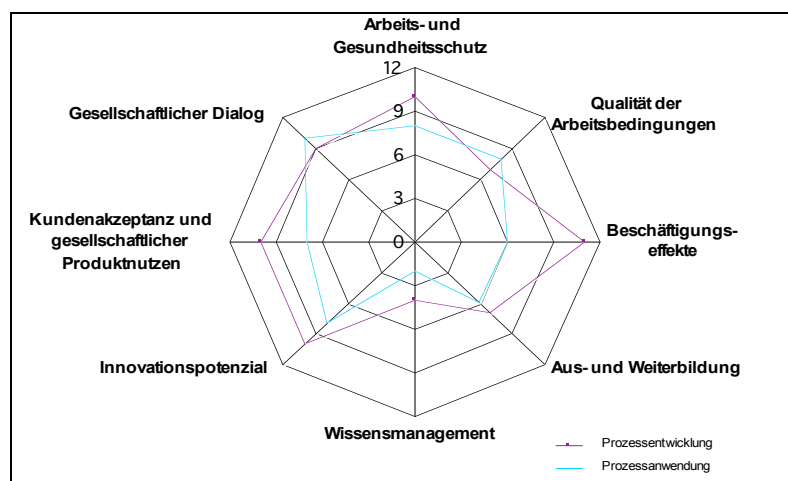 Arbeits- und
Gesundheitsschutz
12
Gesellschaftlicher Dialog
9
Qualität der
Arbeitsbedingungen
6
3
Kundenakzeptanz und
gesellschaftlicher
Produktnutzen
0
Beschäftigungs-
effekte
Innovationspotenzial
Aus- und Weiterbildung
Wissensmanagement
Prozessentwicklung
Prozessanwendung